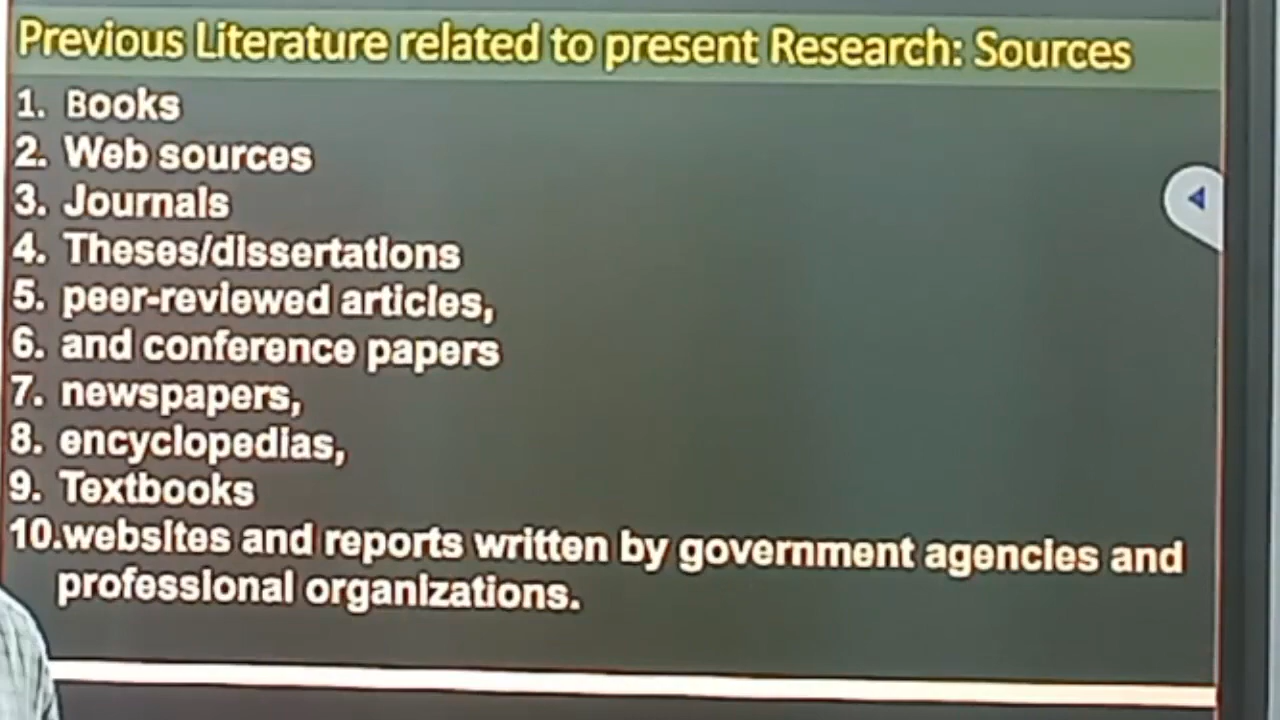 Previous Literature related to present Research: Sources
1. Books
2. Web sources
3. Journals
4. Theses/dissertations
5. peer-reviewed articles,
6. and conference papers
7. newspapers,
8. encyclopedias,
9. Textbooks
10.websites and reports written by government agencies and
professional organizations.